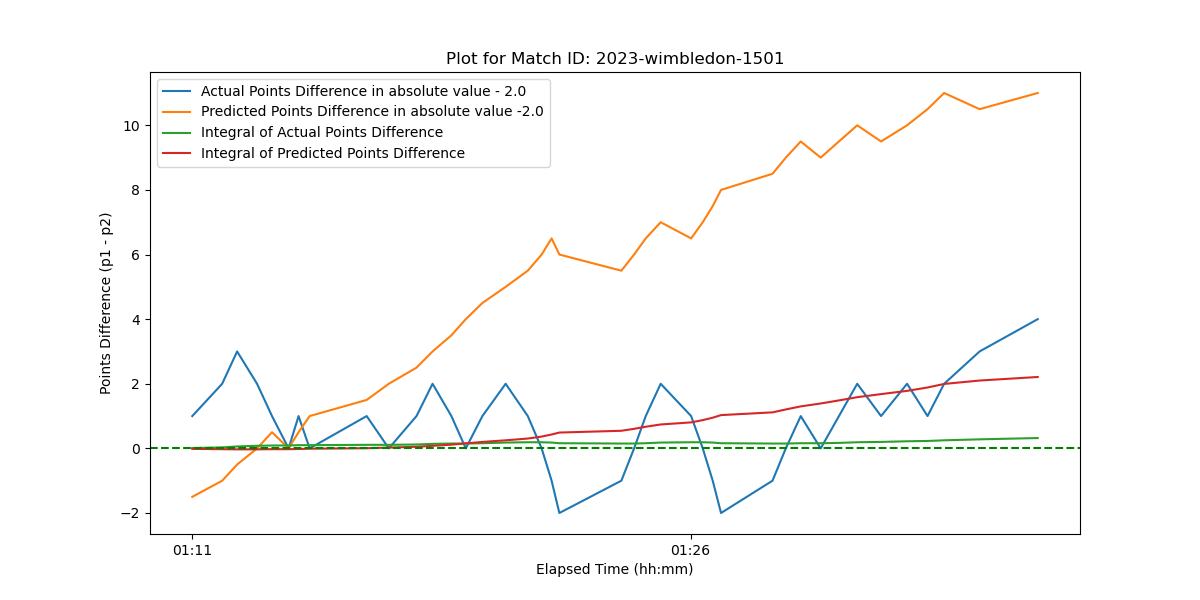 Plot for Match ID: 2023-wimbledon-1501
Actual Points Difference in absolute value - 2.0
Predicted Points Difference in absolute value -2.0
Integral of Actual Points Difference
Integral of Predicted Points Difference
Points Difference (p1 - p2)
10
8
6
4
2
0
−2
01:11
01:26
Elapsed Time (hh:mm)